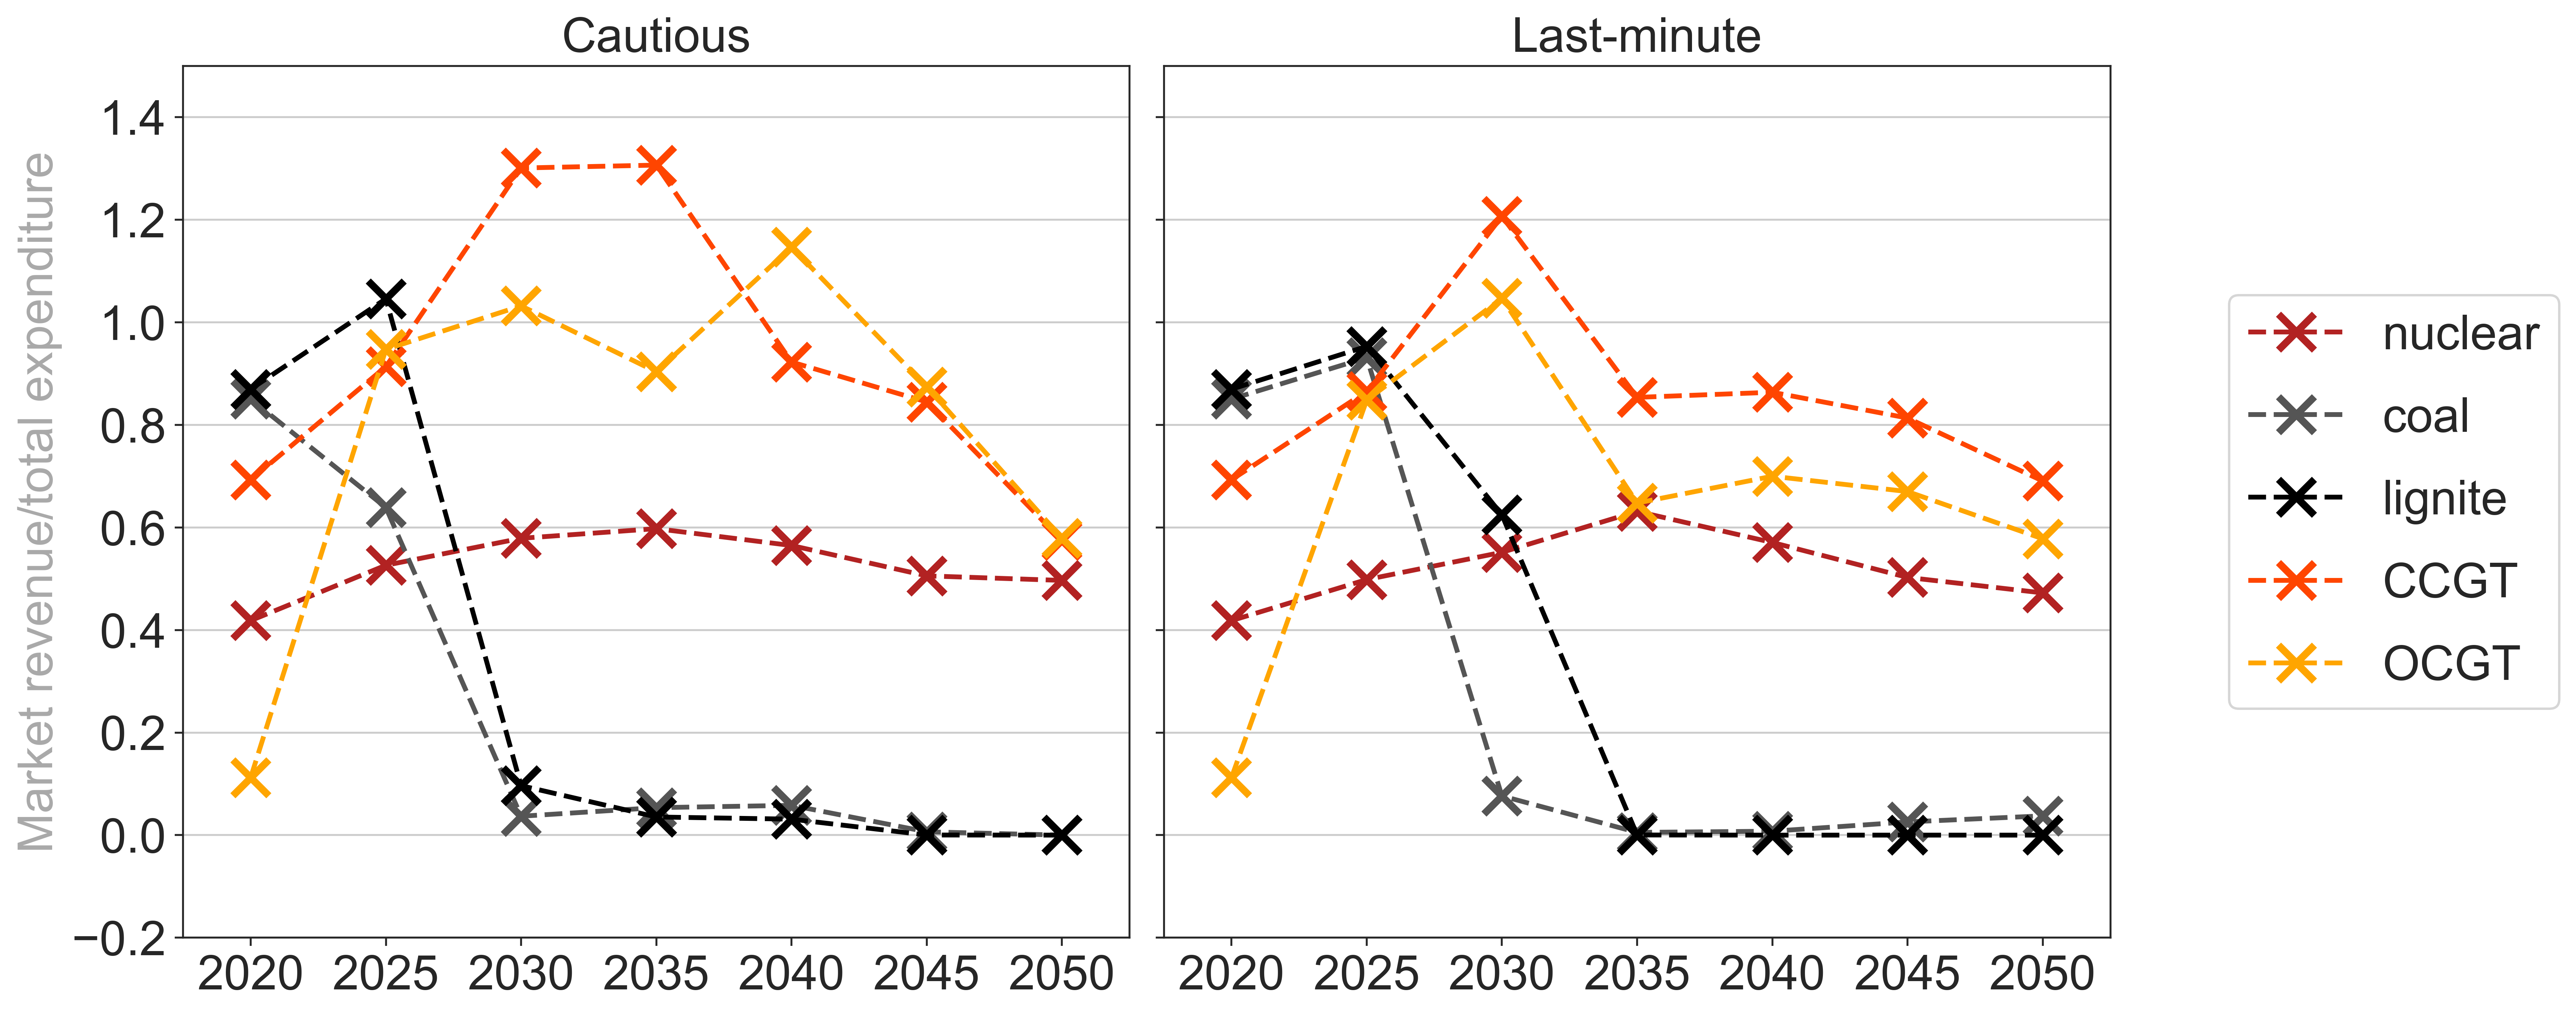 Cautious
Last-minute
Market revenue/total expenditure
1.4
1.2
1.0
0.8
0.6
0.4
0.2
0.0
−0.2
2020 2025 2030 2035 2040 2045 2050
2020 2025 2030 2035 2040 2045 2050
nuclear
coal
lignite
CCGT
OCGT